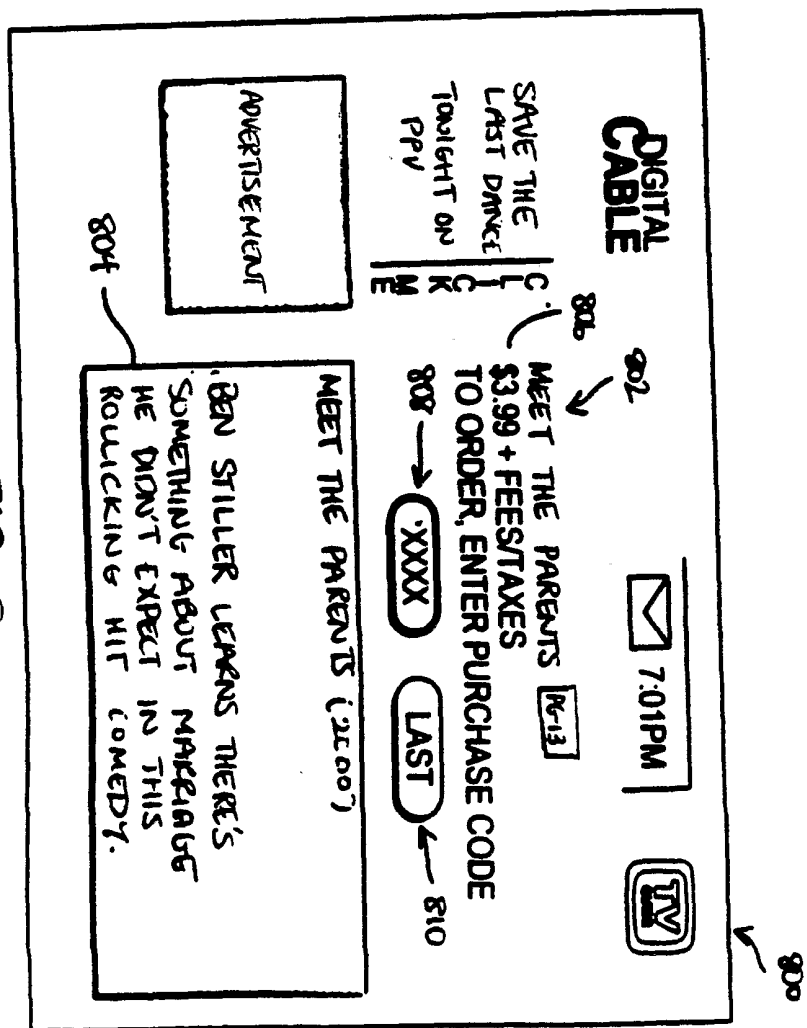 800
DIGITAL
CABLE
7:01PM
TV
802
806
SAVE THE
LAST DANCE
TONIGHT ON
PPV
CLICK ME
MEET THE PARENTS PG-13
$3.99 + FEES/TAXES
TO ORDER, ENTER PURCHASE CODE
808
*XXXX
LAST
810
ADVERTISEMENT
MEET THE PARENTS (2000)
BEN STILLER LEARNS THERE'S
SOMETHING ABOUT MARRIAGE
HE DIDN'T EXPECT IN THIS
ROLLICKING HIT COMEDY.
804